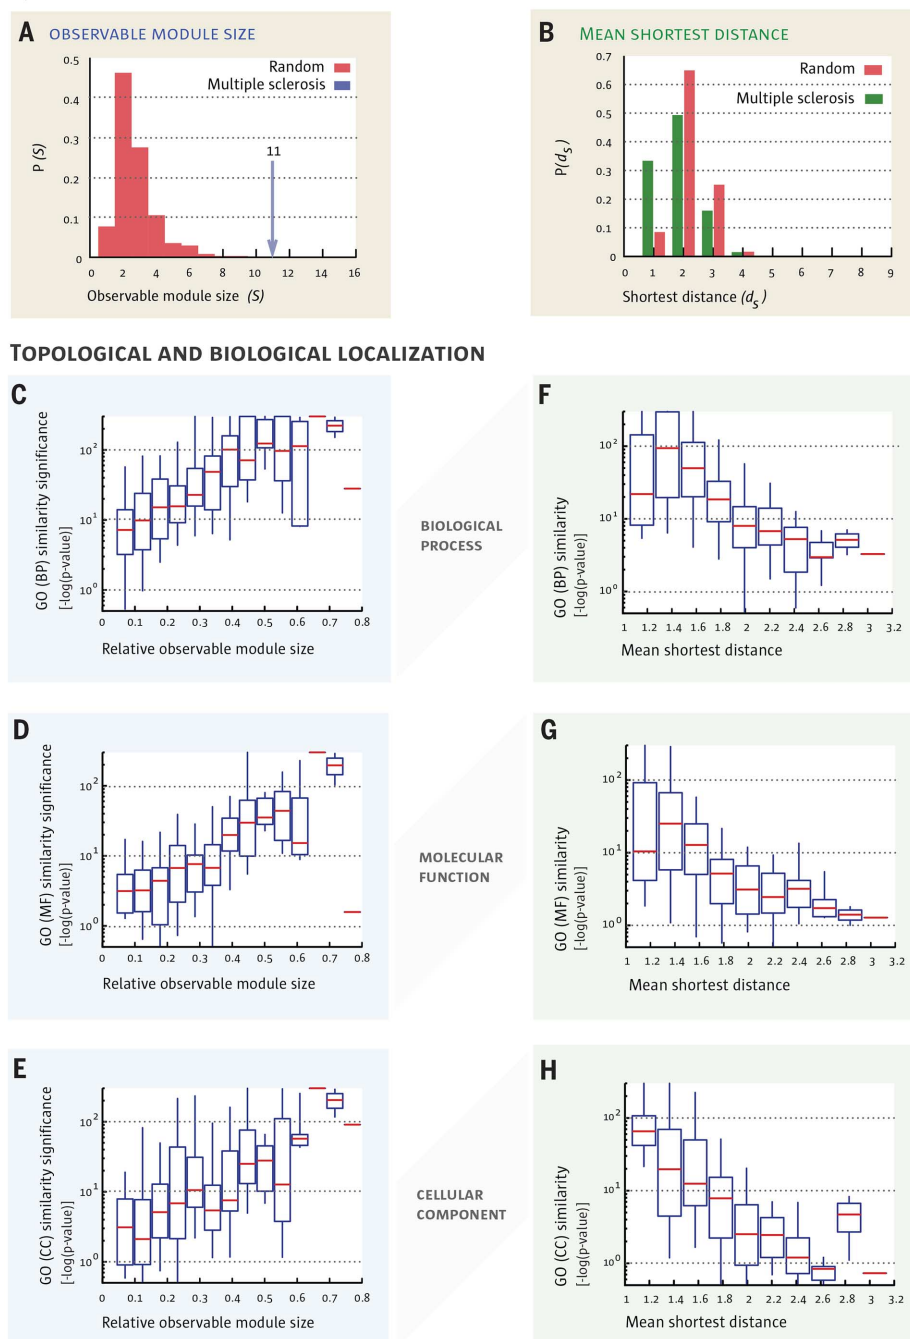 A OBSERVABLE MODULE SIZE
0.5
0.4
0.3
0.2
0.1
0
P (S)
Random
Multiple sclerosis
11
0 2 4 6 8 10 12 14 16
Observable module size (S)
B MEAN SHORTEST DISTANCE
0.7
0.6
0.5
0.4
0.3
0.2
0.1
0
P(ds)
Random
Multiple sclerosis
0 1 2 3 4 5 6 7 8 9
Shortest distance (ds)
TOPOLOGICAL AND BIOLOGICAL LOCALIZATION
C
GO (BP) similarity significance
[-log(p-value)]
10²
10¹
10⁰
0 0.1 0.2 0.3 0.4 0.5 0.6 0.7 0.8
Relative observable module size
BIOLOGICAL
PROCESS
F
GO (BP) similarity
[-log(p-value)]
10²
10¹
10⁰
1 1.2 1.4 1.6 1.8 2 2.2 2.4 2.6 2.8 3 3.2
Mean shortest distance
D
GO (MF) similarity significance
[-log(p-value)]
10²
10¹
10⁰
0 0.1 0.2 0.3 0.4 0.5 0.6 0.7 0.8
Relative observable module size
MOLECULAR
FUNCTION
G
GO (MF) similarity
[-log(p-value)]
10²
10¹
10⁰
1 1.2 1.4 1.6 1.8 2 2.2 2.4 2.6 2.8 3 3.2
Mean shortest distance
E
GO (CC) similarity significance
[-log(p-value)]
10²
10¹
10⁰
0 0.1 0.2 0.3 0.4 0.5 0.6 0.7 0.8
Relative observable module size
CELLULAR
COMPONENT
H
GO (CC) similarity
[-log(p-value)]
10²
10¹
10⁰
1 1.2 1.4 1.6 1.8 2 2.2 2.4 2.6 2.8 3 3.2
Mean shortest distance